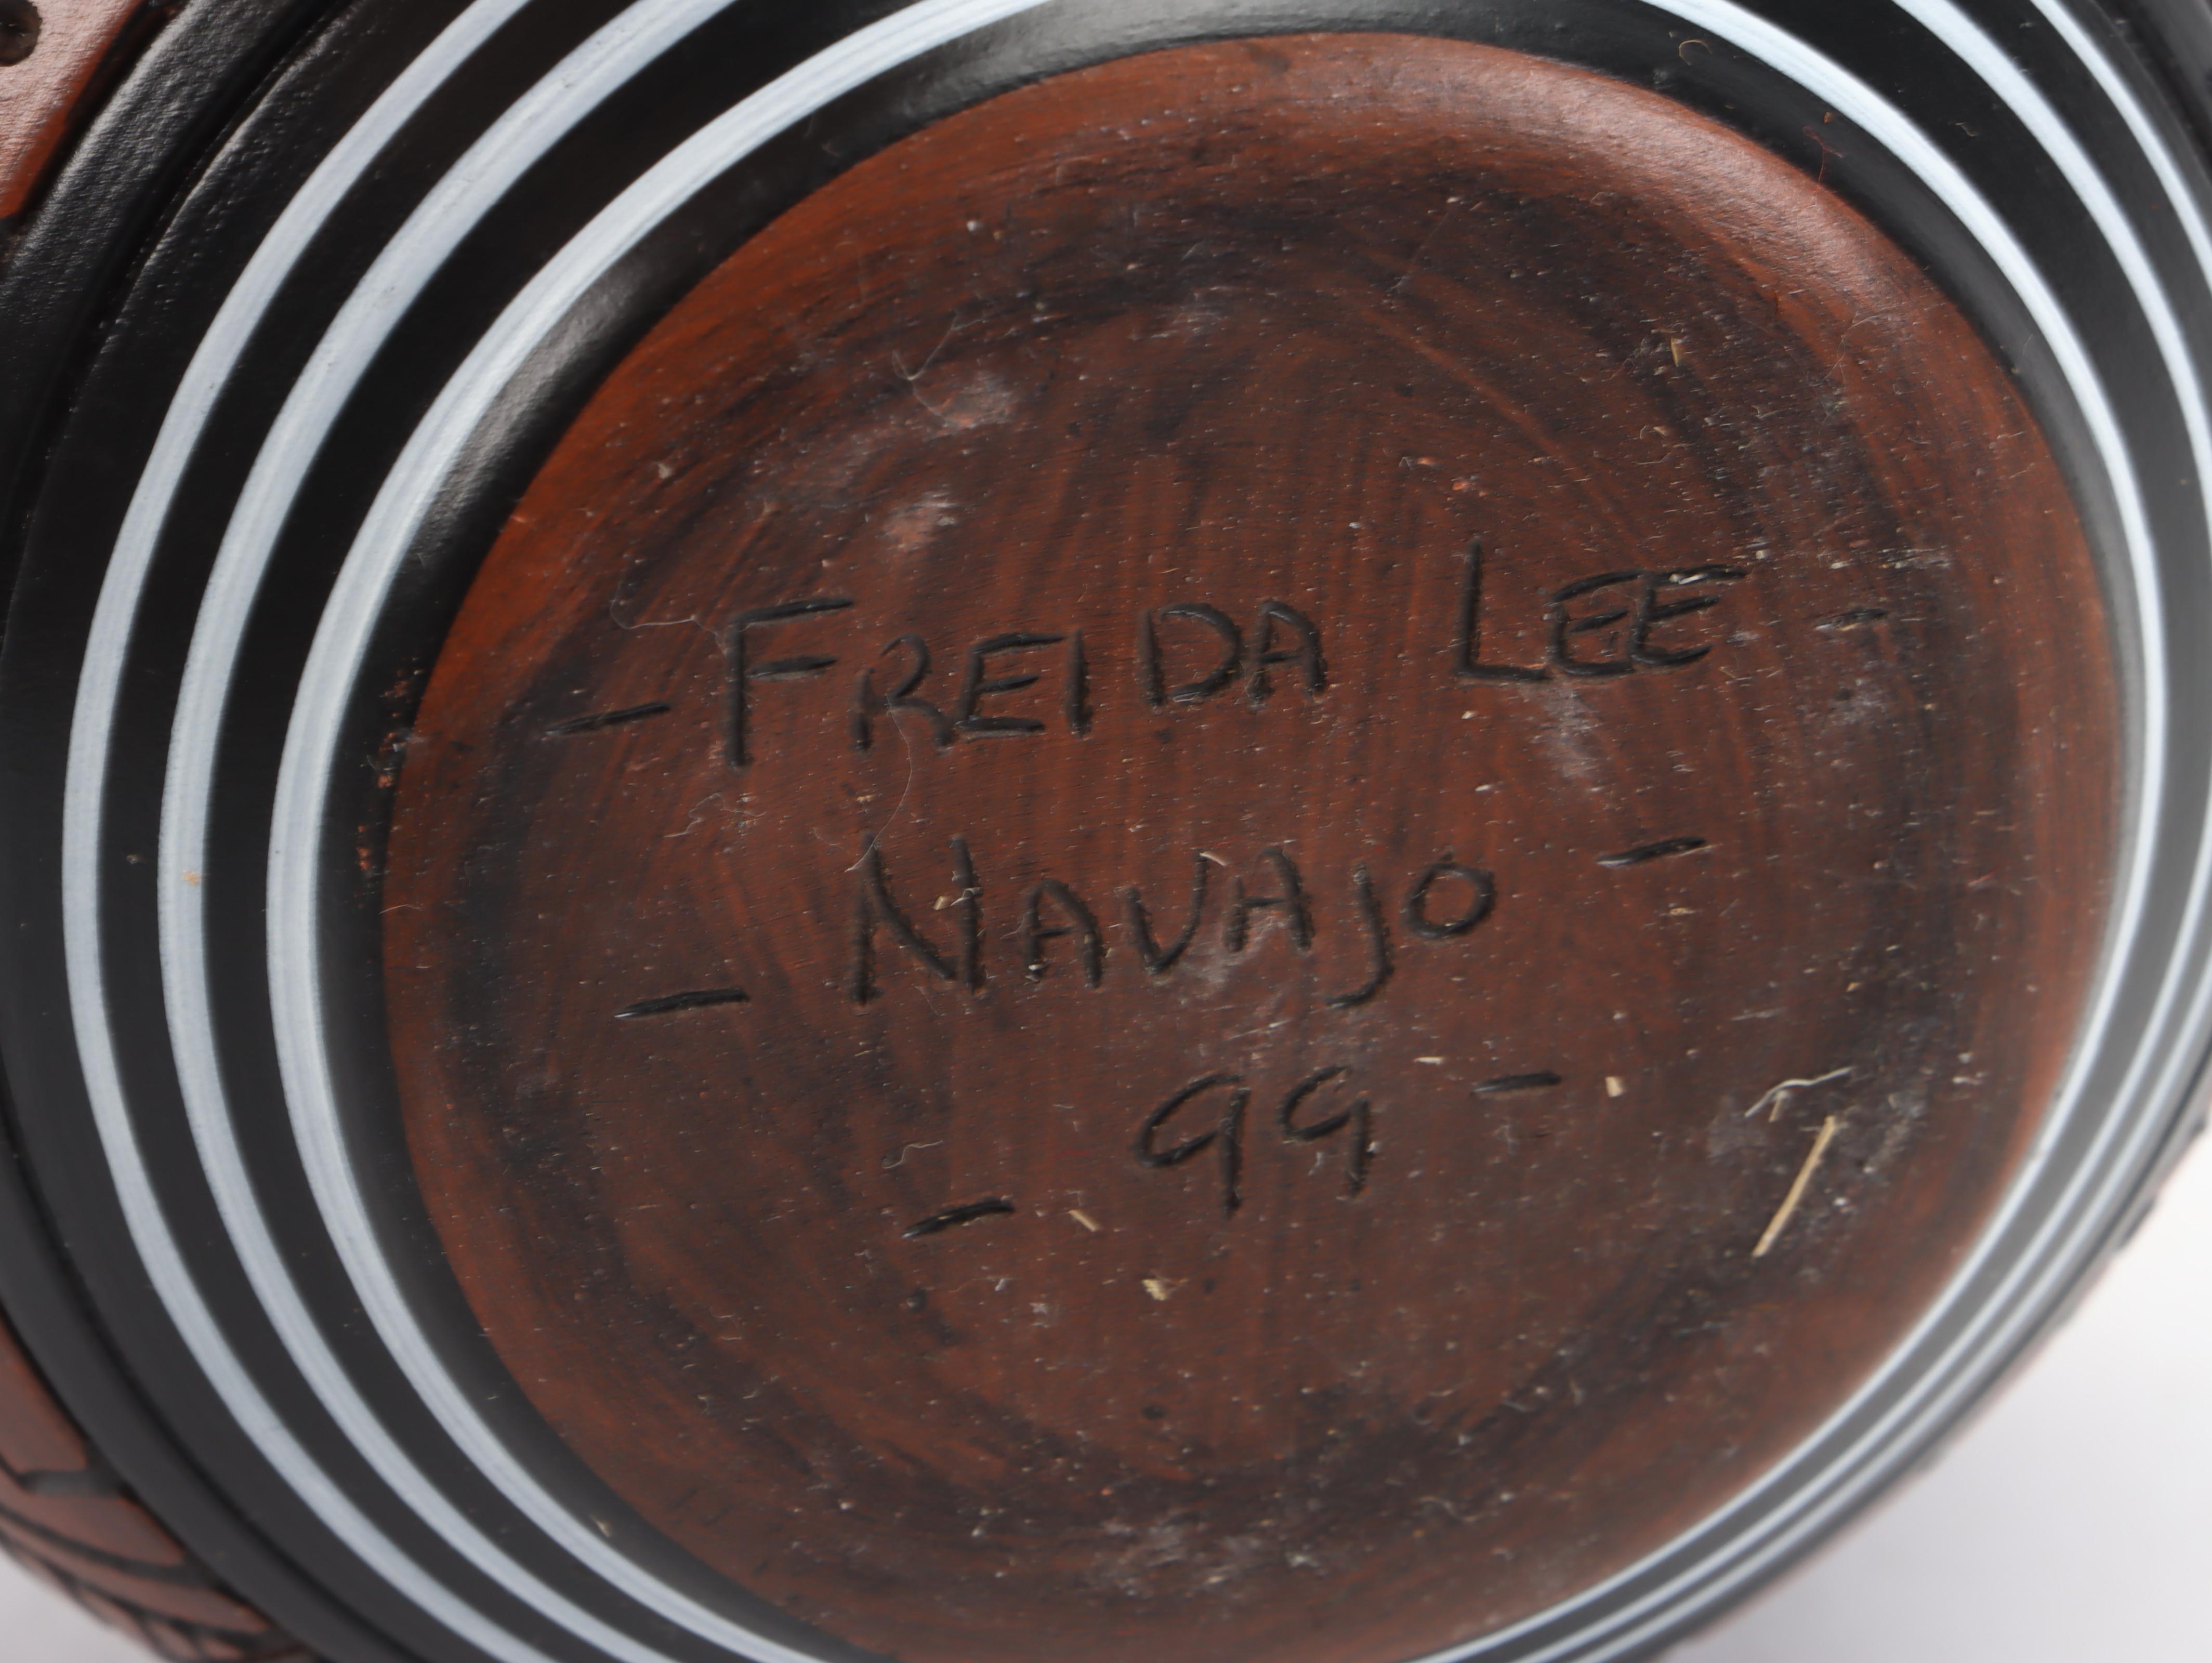 - FREIDA LEE -
- NAVAJO -
- 99 -